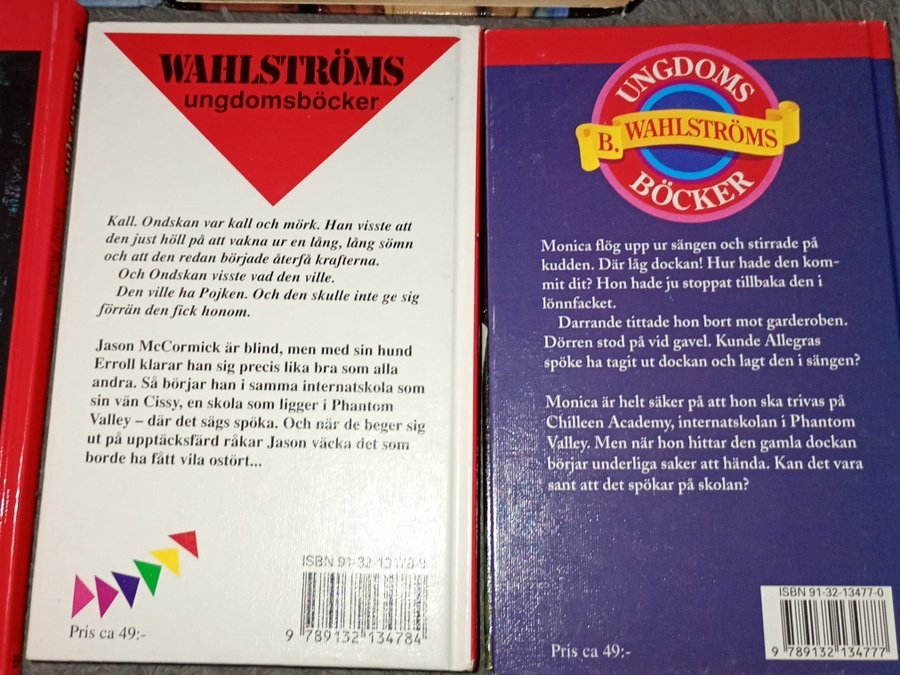 WAHLSTRÖMS
ungdomsböcker
Kall. Ondskan var kall och mörk. Han visste att
den just höll på att vakna ur en lång, lång sömn
och att den redan började återfå krafterna.
Och Ondskan visste vad den ville.
Den ville ha Pojken. Och den skulle inte ge sig
förrän den fick honom.
Jason McCormick är blind, men med sin hund
Erroll klarar han sig precis lika bra som alla
andra. Så börjar han i samma internatskola som
sin vän Cissy, en skola som ligger i Phantom
Valley – där det sägs spöka. Och när de beger sig
ut på upptäcksfärd råkar Jason väcka det som
borde ha fått vila ostört...
Pris ca 49:-
ISBN 91-32-13478-9
9 789132 134784
UNGDOMS
B. WAHLSTRÖMS
BÖCKER
Monica flög upp ur sängen och stirrade på
kudden. Där låg dockan! Hur hade den kom-
mit dit? Hon hade ju stoppat tillbaka den i
lönnfacket.
Darrande tittade hon bort mot garderoben.
Dörren stod på vid gavel. Kunde Allegras
spöke ha tagit ut dockan och lagt den i sängen?
Monica är helt säker på att hon ska trivas på
Chilleen Academy, internatskolan i Phantom
Valley. Men när hon hittar den gamla dockan
börjar underliga saker att hända. Kan det vara
sant att det spökar på skolan?
Pris ca 49:-
ISBN 91-32-13477-0
9 789132 134777